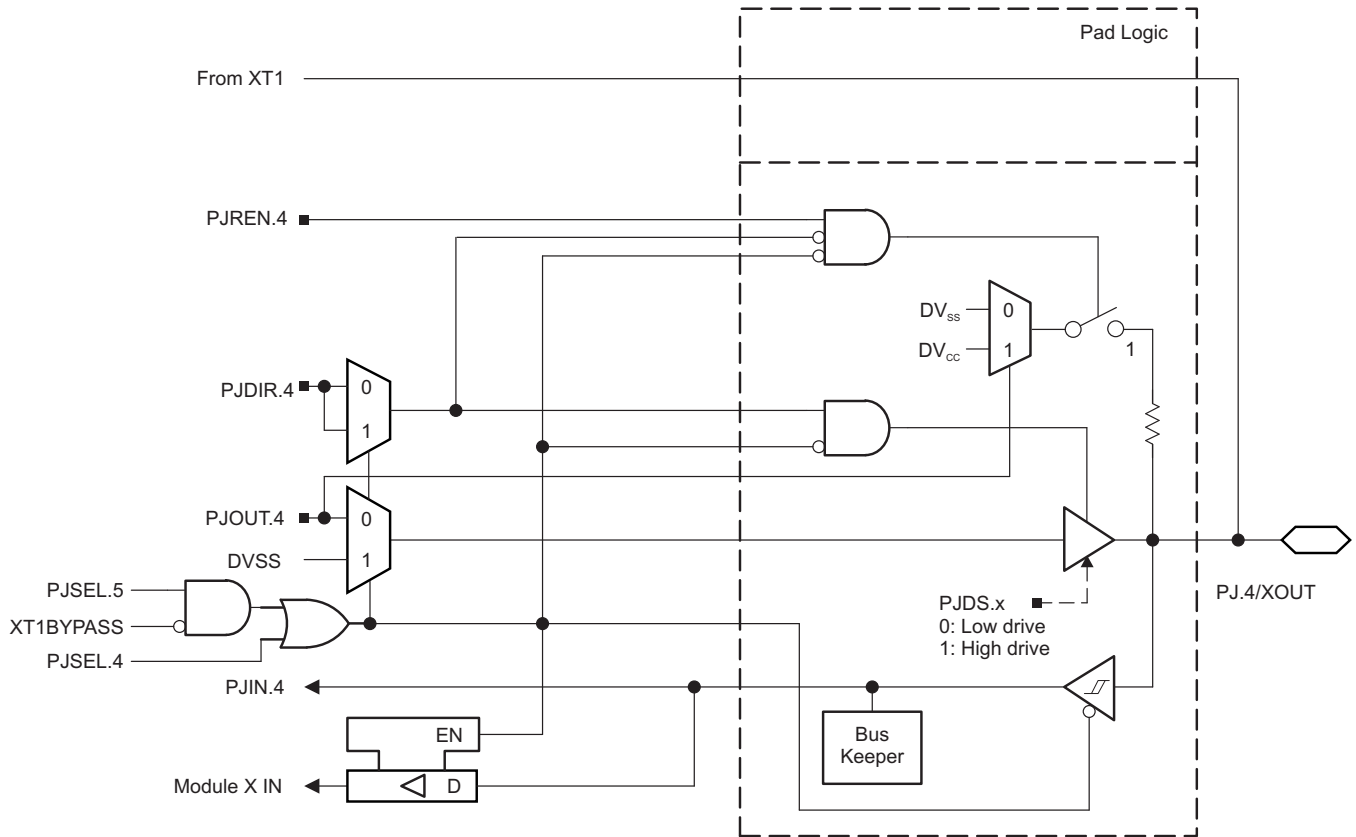 Pad Logic
From XT1
PJREN.4
DVSS
0
DVCC
1
1
PJDIR.4
0
1
PJOUT.4
0
DVSS
1
PJSEL.5
XT1BYPASS
PJSEL.4
PJDS.x
0: Low drive
1: High drive
PJ.4/XOUT
PJIN.4
EN
Bus
Keeper
Module X IN
D